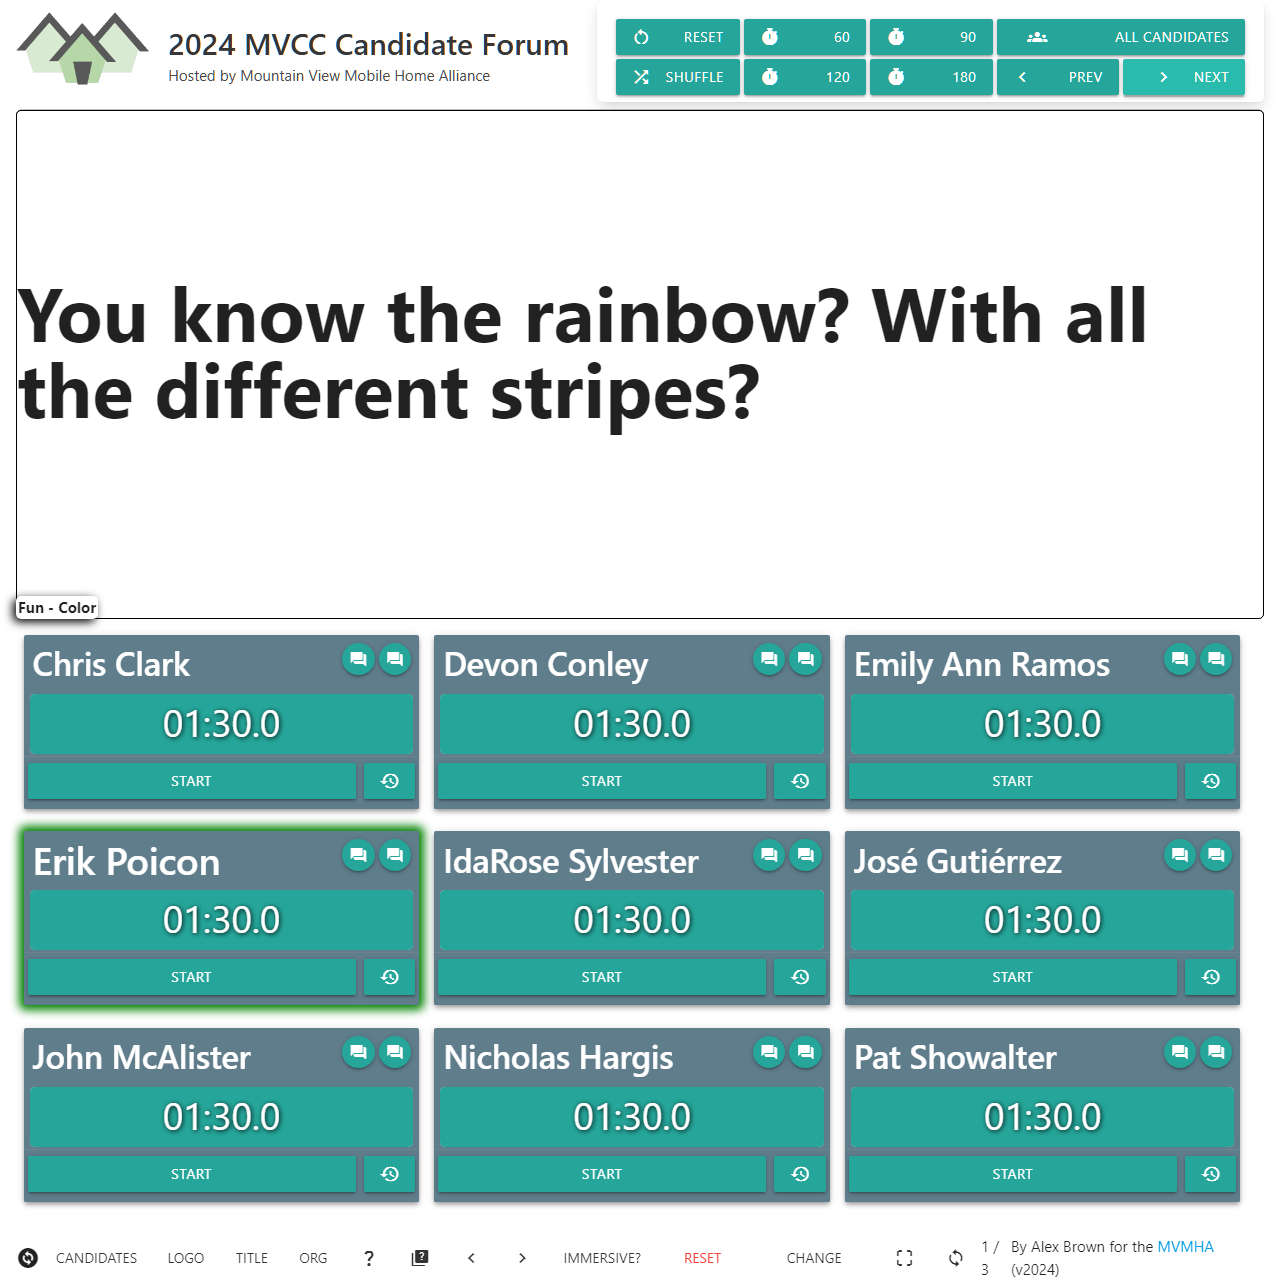 2024 MVCC Candidate Forum
Hosted by Mountain View Mobile Home Alliance
RESET 60 90 ALL CANDIDATES
SHUFFLE 120 180 PREV NEXT
You know the rainbow? With all
the different stripes?
Fun - Color
Chris Clark Devon Conley Emily Ann Ramos
01:30.0 01:30.0 01:30.0
START START START
Erik Poicon IdaRose Sylvester José Gutiérrez
01:30.0 01:30.0 01:30.0
START START START
John McAlister Nicholas Hargis Pat Showalter
01:30.0 01:30.0 01:30.0
START START START
CANDIDATES LOGO TITLE ORG ? IMMERSIVE? RESET CHANGE 1 / 3 By Alex Brown for the MVMHA
(v2024)